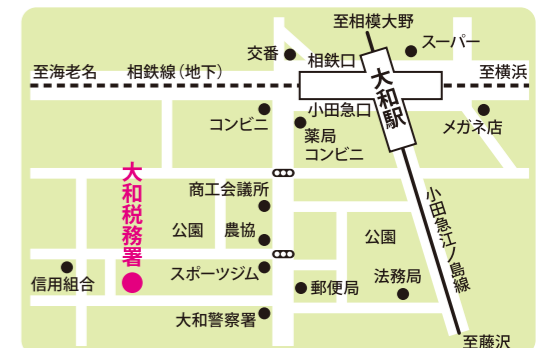 至相模大野
スーパー
交番
相鉄口
至海老名
相鉄線（地下）
至横浜
大和駅
小田急口
コンビニ
薬局
コンビニ
メガネ店
大和税務署
商工会議所
小田急江ノ島線
公園
農協
公園
スポーツジム
信用組合
郵便局
法務局
大和警察署
至藤沢